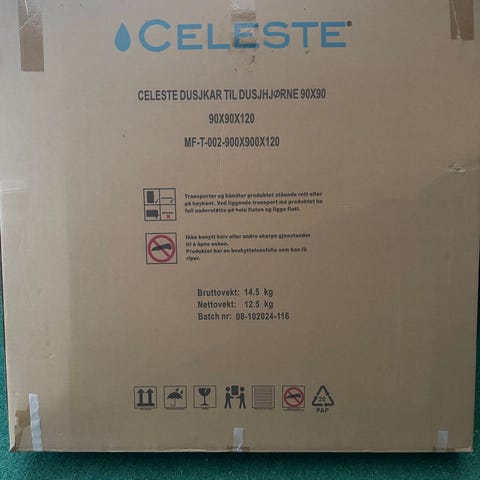 CELESTE®
CELESTE DUSJKAR TIL DUSJHJØRNE 90X90
90X90X120
MF-T-002-900X900X120
Transporter og håndter produktet stående rett eller
på høykant. Ved liggende transport må produktet ha
full understøtte på hele flaten og ligge flatt.
Ikke benytt kniv eller andre skarpe gjenstander
til å åpne esken.
Produktet har en beskyttelsesfolie som kan få
riper.
Bruttovekt: 14.5 kg
Nettovekt: 12.5 kg
Batch nr: 08-102024-116
20
PAP